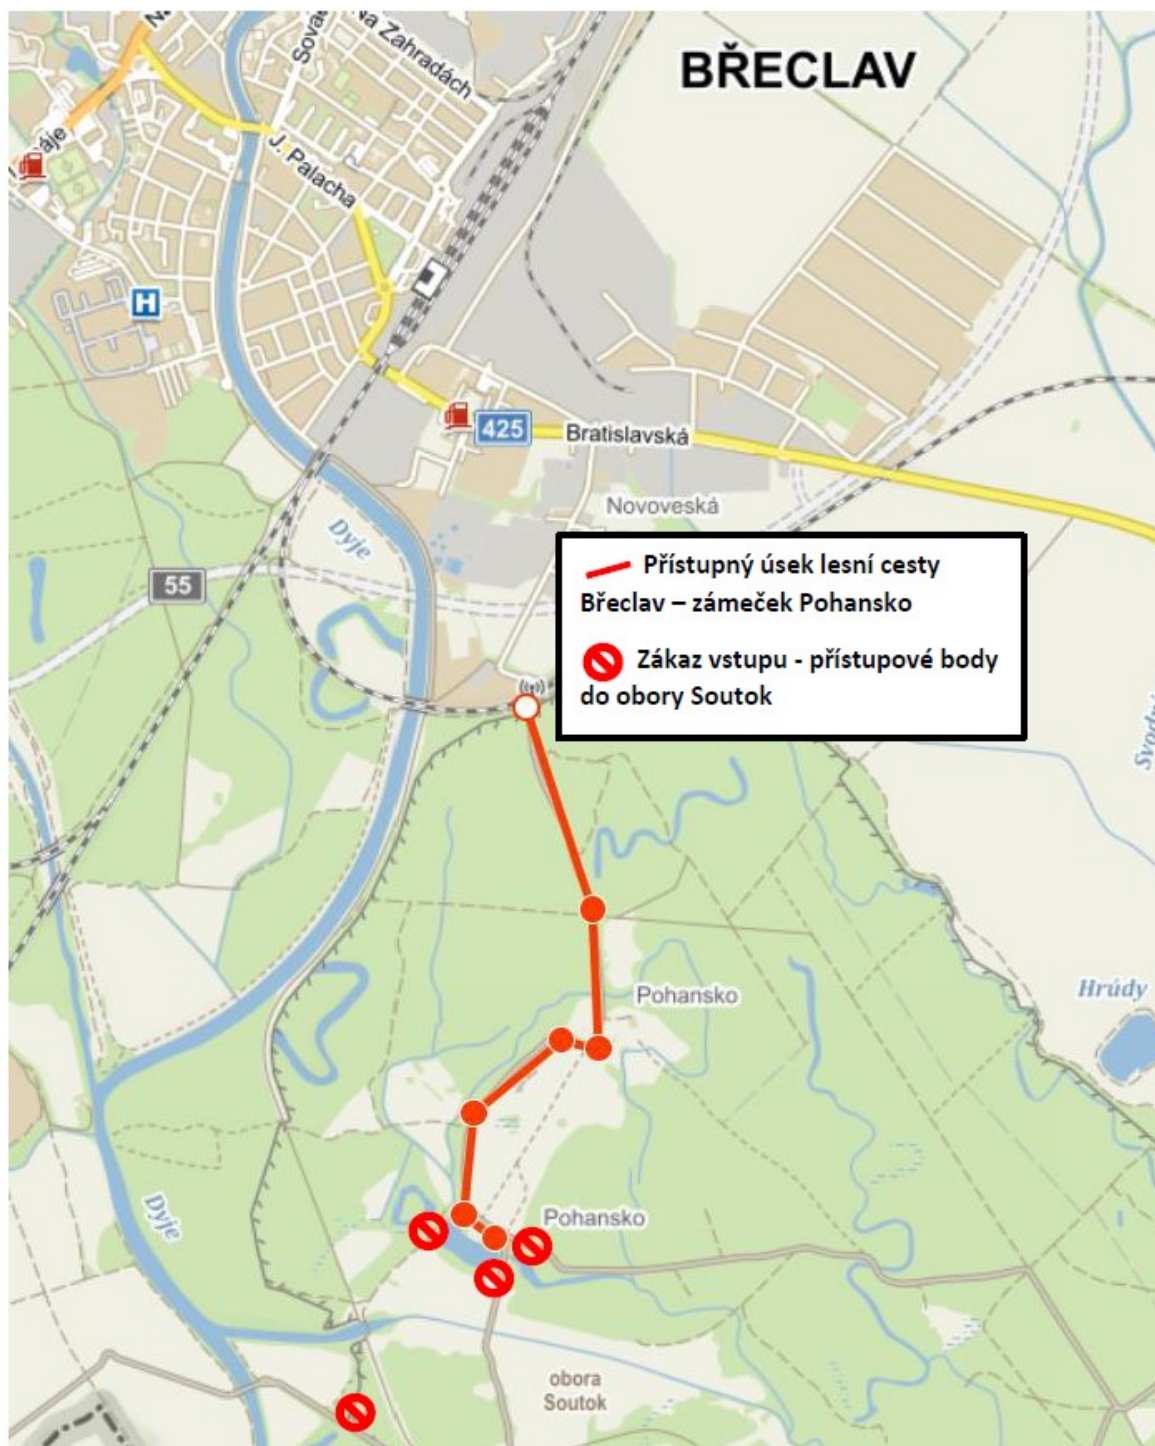 Na Zahradách
BŘECLAV
J. Palacha
H
425
Bratislavská
Novoveská
Dyje
55
Přístupný úsek lesní cesty
Břeclav – zámeček Pohansko
Zákaz vstupu - přístupové body
do obory Soutok
Pohansko
Hrúdy
Pohansko
Dyje
obora
Soutok